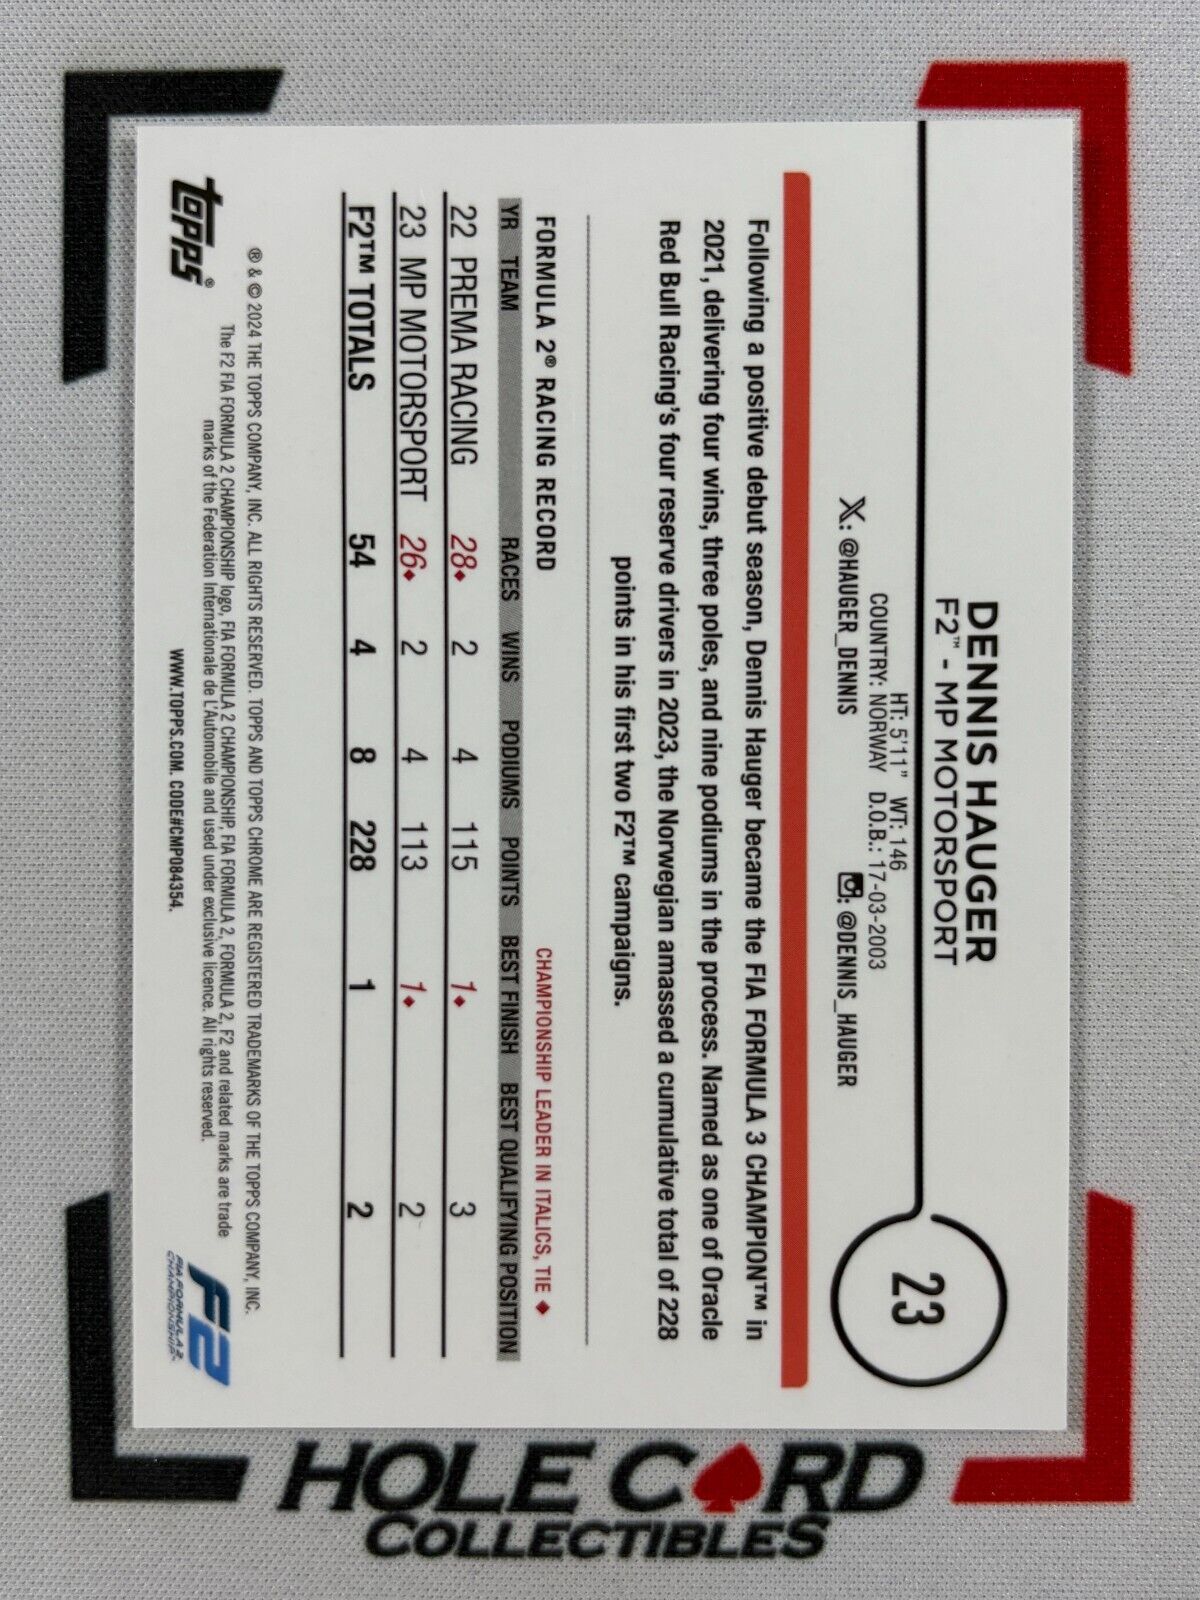 DENNIS HAUGER
F2™ - MP MOTORSPORT
23
HT: 5'11" WT: 146
COUNTRY: NORWAY D.O.B.: 17-03-2003
X: @HAUGER_DENNIS : @DENNIS_HAUGER
Following a positive debut season, Dennis Hauger became the FIA FORMULA 3 CHAMPION™ in
2021, delivering four wins, three poles, and nine podiums in the process. Named as one of Oracle
Red Bull Racing's four reserve drivers in 2023, the Norwegian amassed a cumulative total of 228
points in his first two F2™ campaigns.
FORMULA 2® RACING RECORD CHAMPIONSHIP LEADER IN ITALICS, TIE ♦
YR TEAM RACES WINS PODIUMS POINTS BEST FINISH BEST QUALIFYING POSITION
22 PREMA RACING 28♦ 2 4 115 1♦ 3
23 MP MOTORSPORT 26♦ 2 4 113 1♦ 2
F2™ TOTALS 54 4 8 228 1 2
® & © 2024 THE TOPPS COMPANY, INC. ALL RIGHTS RESERVED. TOPPS AND TOPPS CHROME ARE REGISTERED TRADEMARKS OF THE TOPPS COMPANY, INC.
The F2 FIA FORMULA 2 CHAMPIONSHIP logo, FIA FORMULA 2 CHAMPIONSHIP, FIA FORMULA 2, FORMULA 2, F2 and related marks are trade
marks of the Federation Internationale de L'Automobile and used under exclusive licence. All rights reserved.
WWW.TOPPS.COM. CODE#CMP084354.
topps®
F2
FIA FORMULA 2
CHAMPIONSHIP™
HOLE CARD
COLLECTIBLES